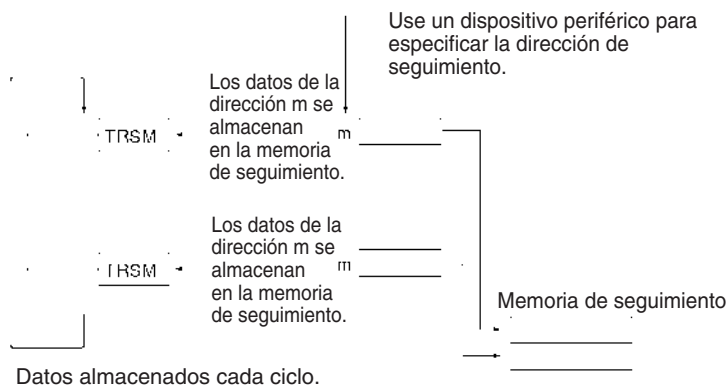 Use un dispositivo periférico para
especificar la dirección de
seguimiento.
Los datos de la
dirección m se
almacenan
en la memoria
de seguimiento.
TRSM
m
Los datos de la
dirección m se
almacenan
en la memoria
de seguimiento.
TRSM
m
Memoria de seguimiento
Datos almacenados cada ciclo.